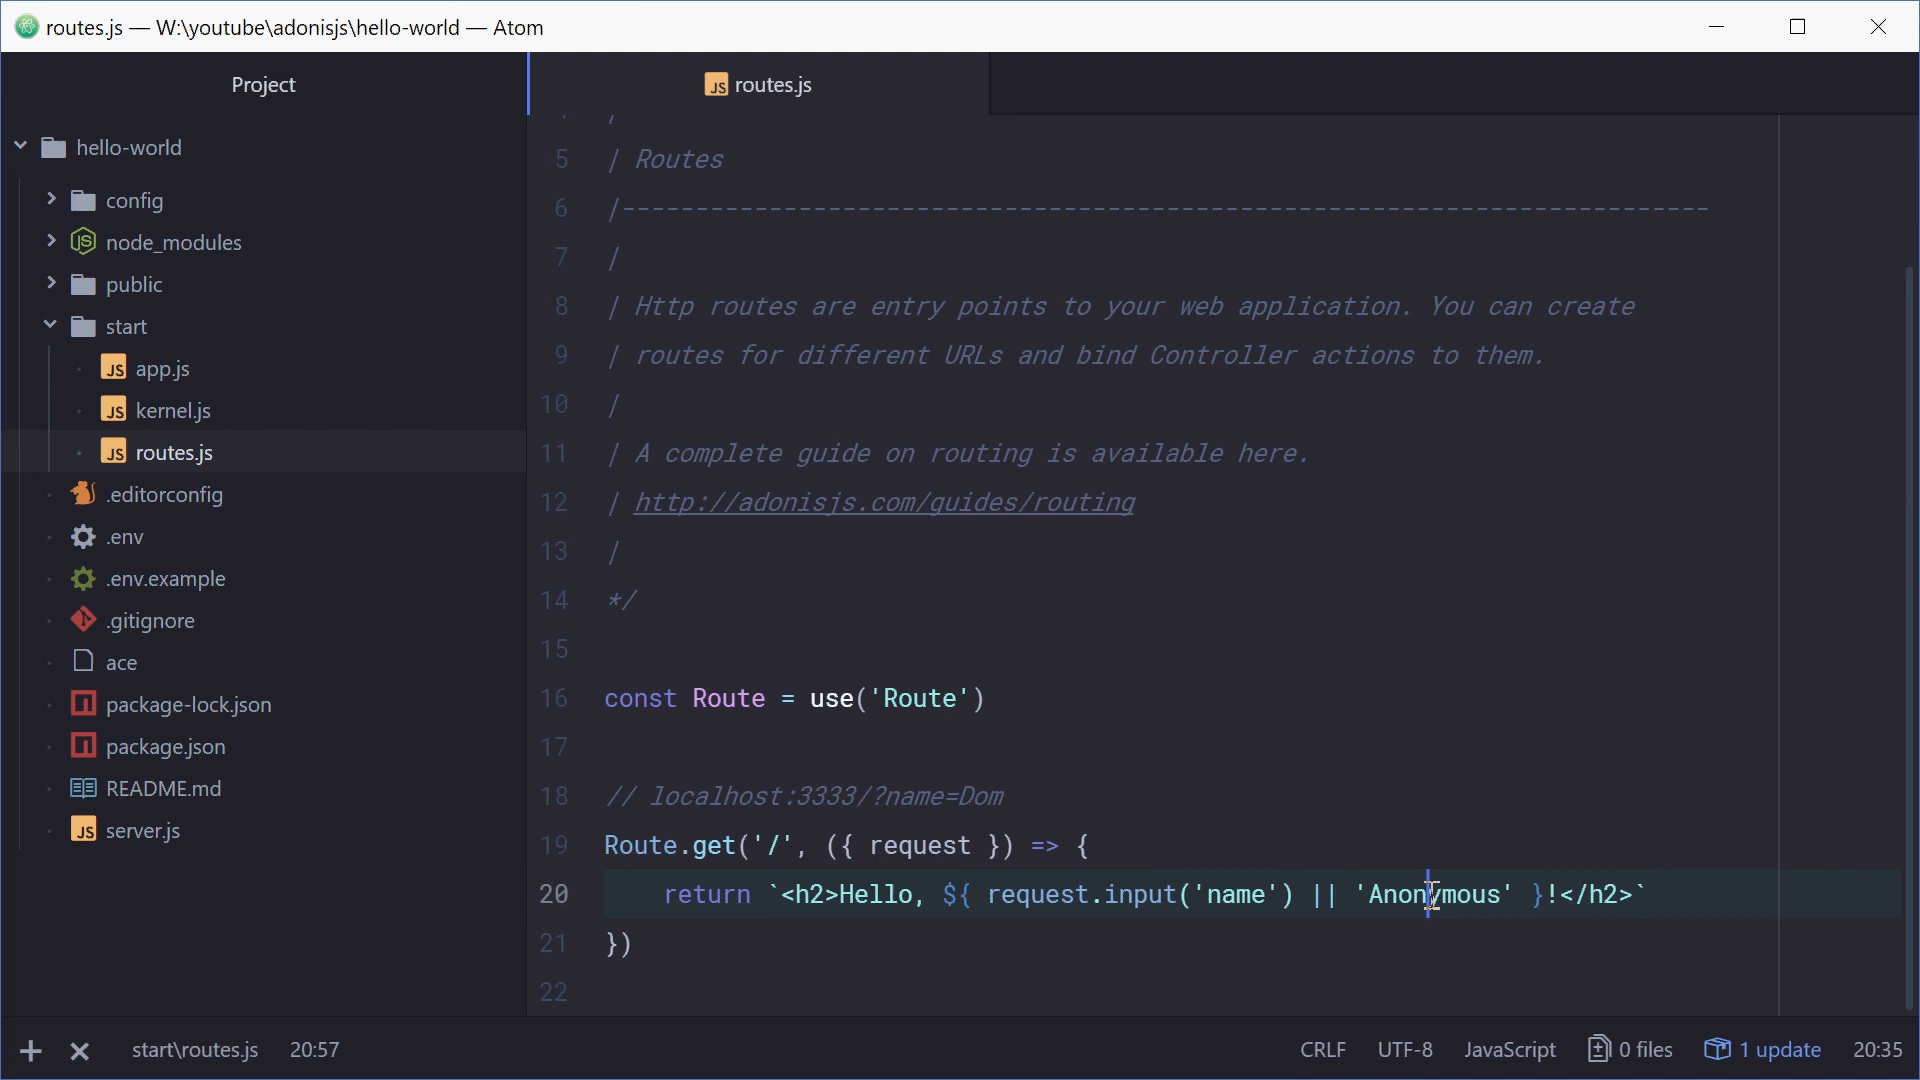 routes.js — W:\youtube\adonisjs\hello-world — Atom
Project
routes.js
hello-world
config
node_modules
public
start
app.js
kernel.js
routes.js
.editorconfig
.env
.env.example
.gitignore
ace
package-lock.json
package.json
README.md
server.js
5 | Routes
6 |--------------------------------------------------------------------------
7 |
8 | Http routes are entry points to your web application. You can create
9 | routes for different URLs and bind Controller actions to them.
10 |
11 | A complete guide on routing is available here.
12 | http://adonisjs.com/guides/routing
13 |
14 */
15
16 const Route = use('Route')
17
18 // localhost:3333/?name=Dom
19 Route.get('/', ({ request }) => {
20 return `<h2>Hello, ${ request.input('name') || 'Anonymous' }!</h2>`
21 })
22
start\routes.js 20:57 CRLF UTF-8 JavaScript 0 files 1 update 20:35